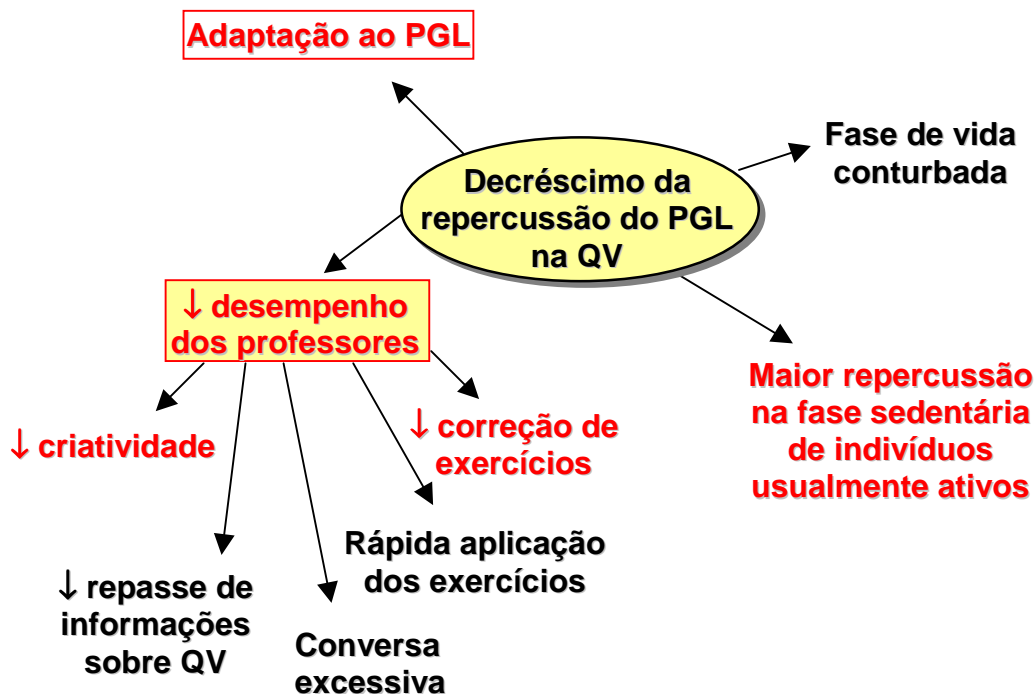 Adaptação ao PGL
Fase de vida
conturbada
Decréscimo da
repercussão do PGL
na QV
↓ desempenho
dos professores
Maior repercussão
na fase sedentária
de indivíduos
usualmente ativos
↓ criatividade
↓ correção de
exercícios
Rápida aplicação
dos exercícios
↓ repasse de
informações
sobre QV
Conversa
excessiva